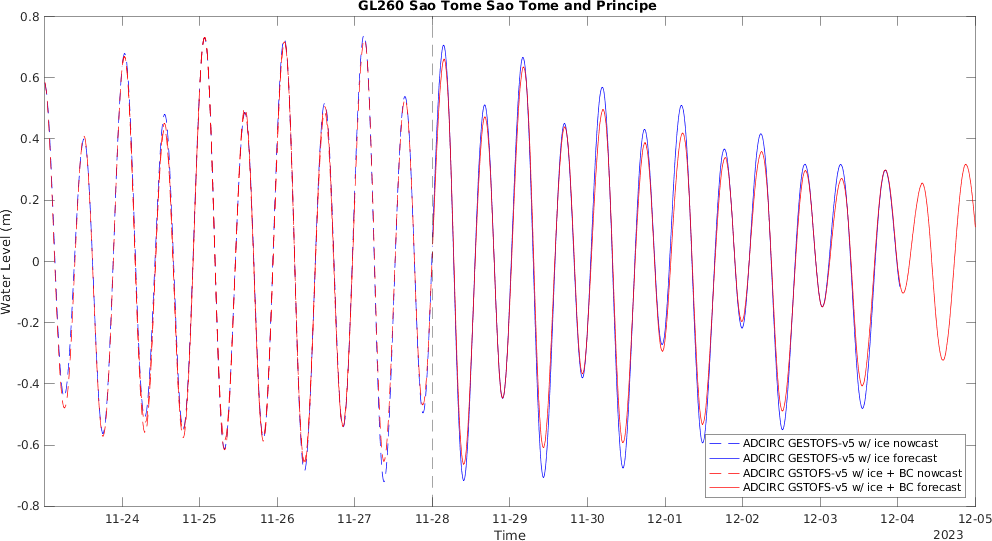 GL260 Sao Tome Sao Tome and Principe
Water Level (m)
0.8
0.6
0.4
0.2
0
-0.2
-0.4
-0.6
-0.8
ADCIRC GESTOFS-v5 w/ ice nowcast
ADCIRC GESTOFS-v5 w/ ice forecast
ADCIRC GSTOFS-v5 w/ ice + BC nowcast
ADCIRC GSTOFS-v5 w/ ice + BC forecast
11-24 11-25 11-26 11-27 11-28 11-29 11-30 12-01 12-02 12-03 12-04 12-05
Time
2023